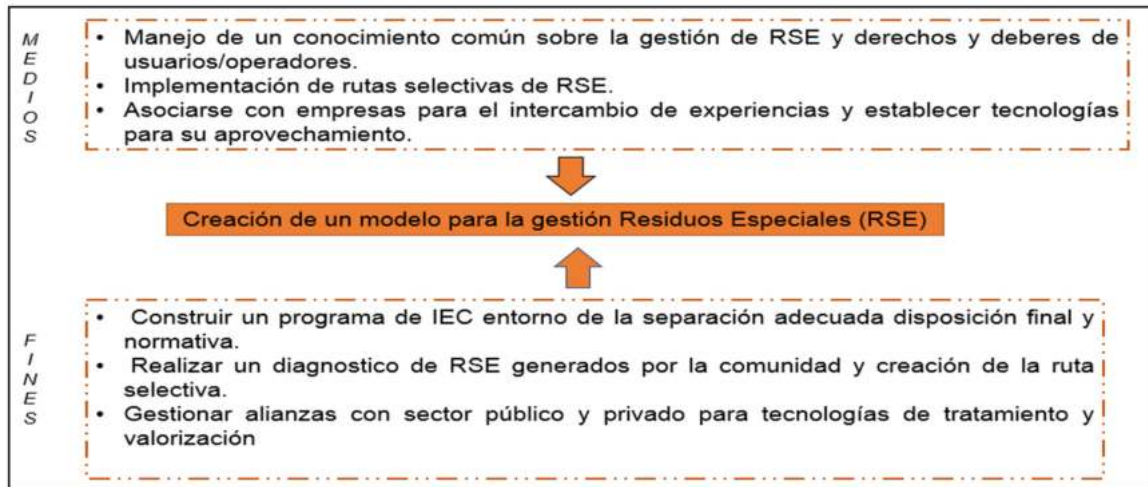 MEDIOS
• Manejo de un conocimiento común sobre la gestión de RSE y derechos y deberes de
usuarios/operadores.
• Implementación de rutas selectivas de RSE.
• Asociarse con empresas para el intercambio de experiencias y establecer tecnologías
para su aprovechamiento.
Creación de un modelo para la gestión Residuos Especiales (RSE)
FINES
• Construir un programa de IEC entorno de la separación adecuada disposición final y
normativa.
• Realizar un diagnostico de RSE generados por la comunidad y creación de la ruta
selectiva.
• Gestionar alianzas con sector público y privado para tecnologías de tratamiento y
valorización